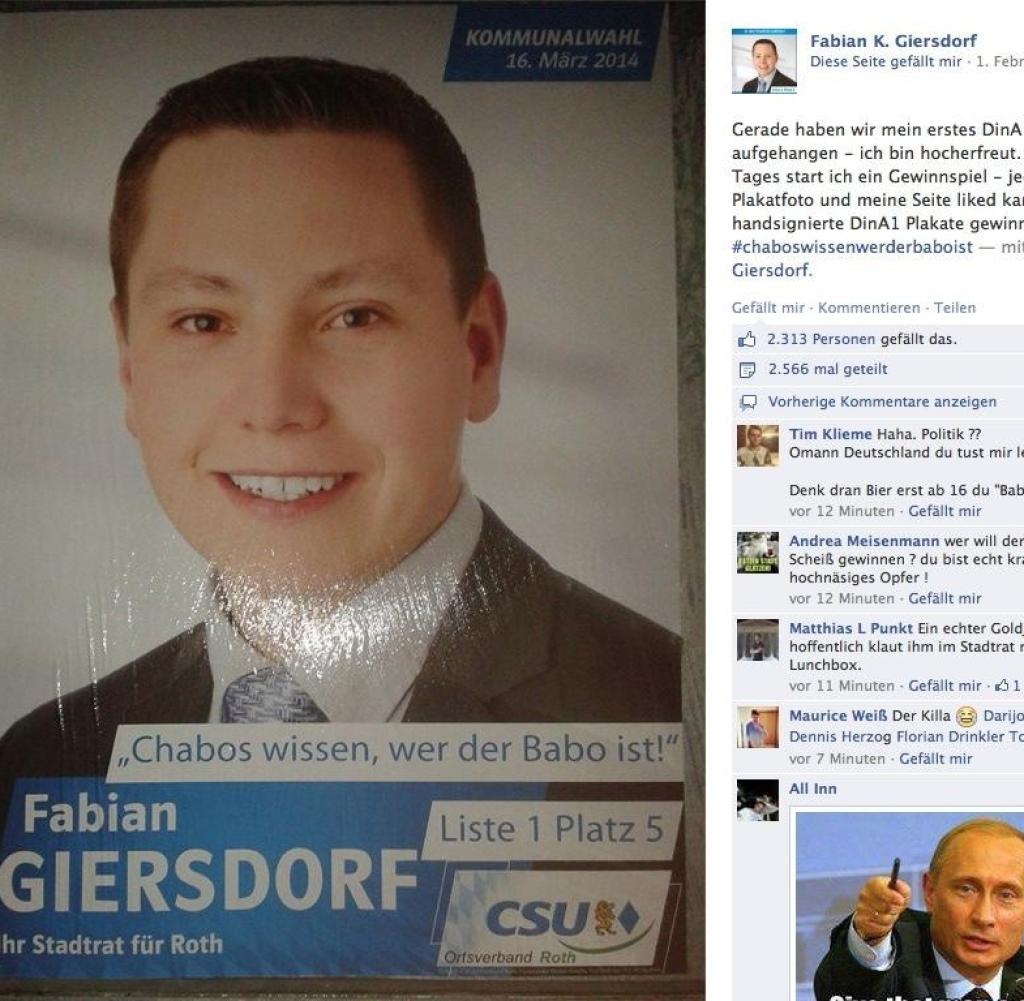 KOMMUNALWAHL
16. März 2014
„Chabos wissen, wer der Babo ist!“
Fabian
GIERSDORF
Liste 1 Platz 5
hr Stadtrat für Roth
CSU
Ortsverband Roth
Fabian K. Giersdorf
Diese Seite gefällt mir · 1. Febr
Gerade haben wir mein erstes DinA
aufgehangen – ich bin hocherfreut.
Tages start ich ein Gewinnspiel – je
Plakatfoto und meine Seite liked ka
handsignierte DinA1 Plakate gewinn
#chaboswissenwerderbaboist — mit
Giersdorf.
Gefällt mir · Kommentieren · Teilen
2.313 Personen gefällt das.
2.566 mal geteilt
Vorherige Kommentare anzeigen
Tim Klieme Haha. Politik ??
Omann Deutschland du tust mir le
Denk dran Bier erst ab 16 du "Bab
vor 12 Minuten · Gefällt mir
Andrea Meisenmann wer will der
Scheiß gewinnen ? du bist echt kra
hochnäsiges Opfer !
vor 12 Minuten · Gefällt mir
Matthias L Punkt Ein echter Gold
hoffentlich klaut ihm im Stadtrat
Lunchbox.
vor 11 Minuten · Gefällt mir · 1
Maurice Weiß Der Killa 😂 Darijo
Dennis Herzog Florian Drinkler To
vor 7 Minuten · Gefällt mir
All Inn